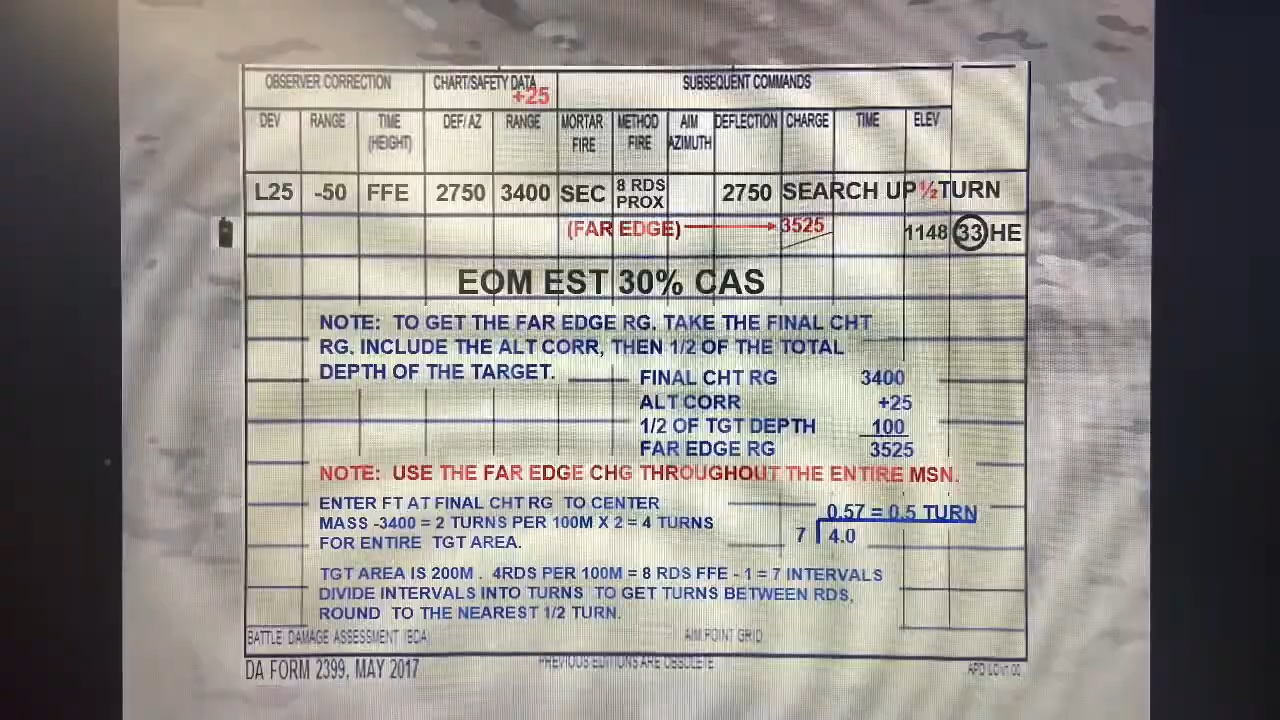 OBSERVER CORRECTION CHART/SAFETY DATA SUBSEQUENT COMMANDS
+25
DEV RANGE TIME (HEIGHT) DEF/AZ RANGE MORTAR FIRE METHOD FIRE AIM AZIMUTH DEFLECTION CHARGE TIME ELEV
L25 -50 FFE 2750 3400 SEC 8 RDS PROX 2750 SEARCH UP ½ TURN
(FAR EDGE) 3525 1148 33 HE
EOM EST 30% CAS
NOTE: TO GET THE FAR EDGE RG. TAKE THE FINAL CHT
RG. INCLUDE THE ALT CORR, THEN 1/2 OF THE TOTAL
DEPTH OF THE TARGET.
FINAL CHT RG 3400
ALT CORR +25
1/2 OF TGT DEPTH 100
FAR EDGE RG 3525
NOTE: USE THE FAR EDGE CHG THROUGHOUT THE ENTIRE MSN.
ENTER FT AT FINAL CHT RG TO CENTER
MASS -3400 = 2 TURNS PER 100M X 2 = 4 TURNS
FOR ENTIRE TGT AREA.
0.57 = 0.5 TURN
7 4.0
TGT AREA IS 200M . 4RDS PER 100M = 8 RDS FFE - 1 = 7 INTERVALS
DIVIDE INTERVALS INTO TURNS TO GET TURNS BETWEEN RDS,
ROUND TO THE NEAREST 1/2 TURN.
BATTLE DAMAGE ASSESSMENT (BDA) AIM POINT GRID
DA FORM 2399, MAY 2017 PREVIOUS EDITIONS ARE OBSOLETE